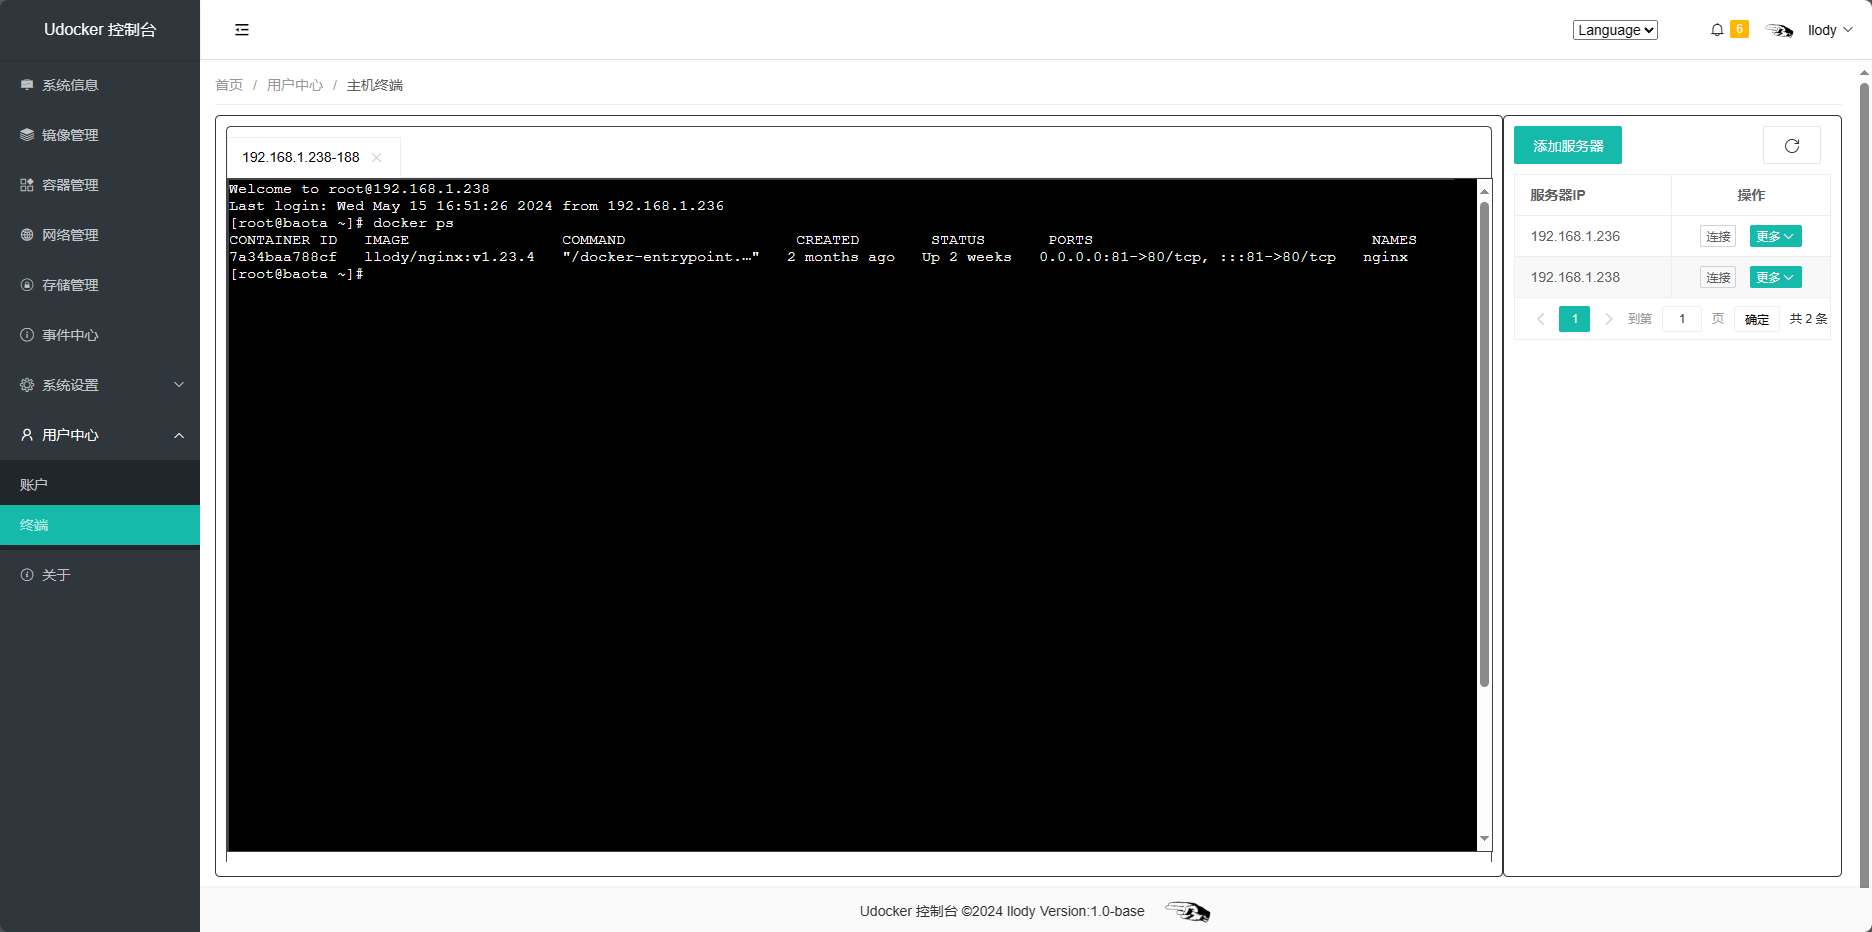 Udocker 控制台
Language
6
llody
系统信息
镜像管理
容器管理
网络管理
存储管理
事件中心
系统设置
用户中心
账户
终端
关于
首页 / 用户中心 / 主机终端
192.168.1.238-188
Welcome to root@192.168.1.238
Last login: Wed May 15 16:51:26 2024 from 192.168.1.236
[root@baota ~]# docker ps
CONTAINER ID   IMAGE                 COMMAND                   CREATED        STATUS       PORTS                               NAMES
7a34baa788cf   llody/nginx:v1.23.4   "/docker-entrypoint.…"   2 months ago   Up 2 weeks   0.0.0.0:81->80/tcp, :::81->80/tcp   nginx
[root@baota ~]#
添加服务器
服务器IP 操作
192.168.1.236 连接 更多
192.168.1.238 连接 更多
1 到第 1 页 确定 共 2 条
Udocker 控制台 ©2024 llody Version:1.0-base